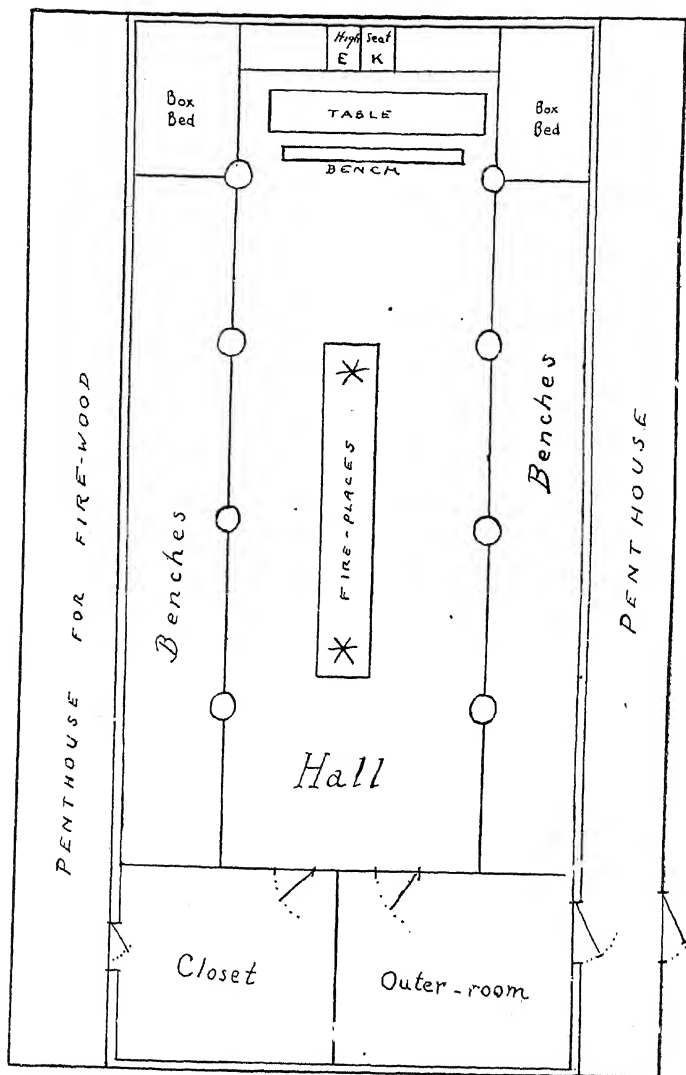 High Seat
E K
Box
Bed
TABLE
Box
Bed
BENCH
PENTHOUSE FOR FIRE-WOOD
Benches
FIRE-PLACES
Benches
PENTHOUSE
Hall
Closet
Outer-room